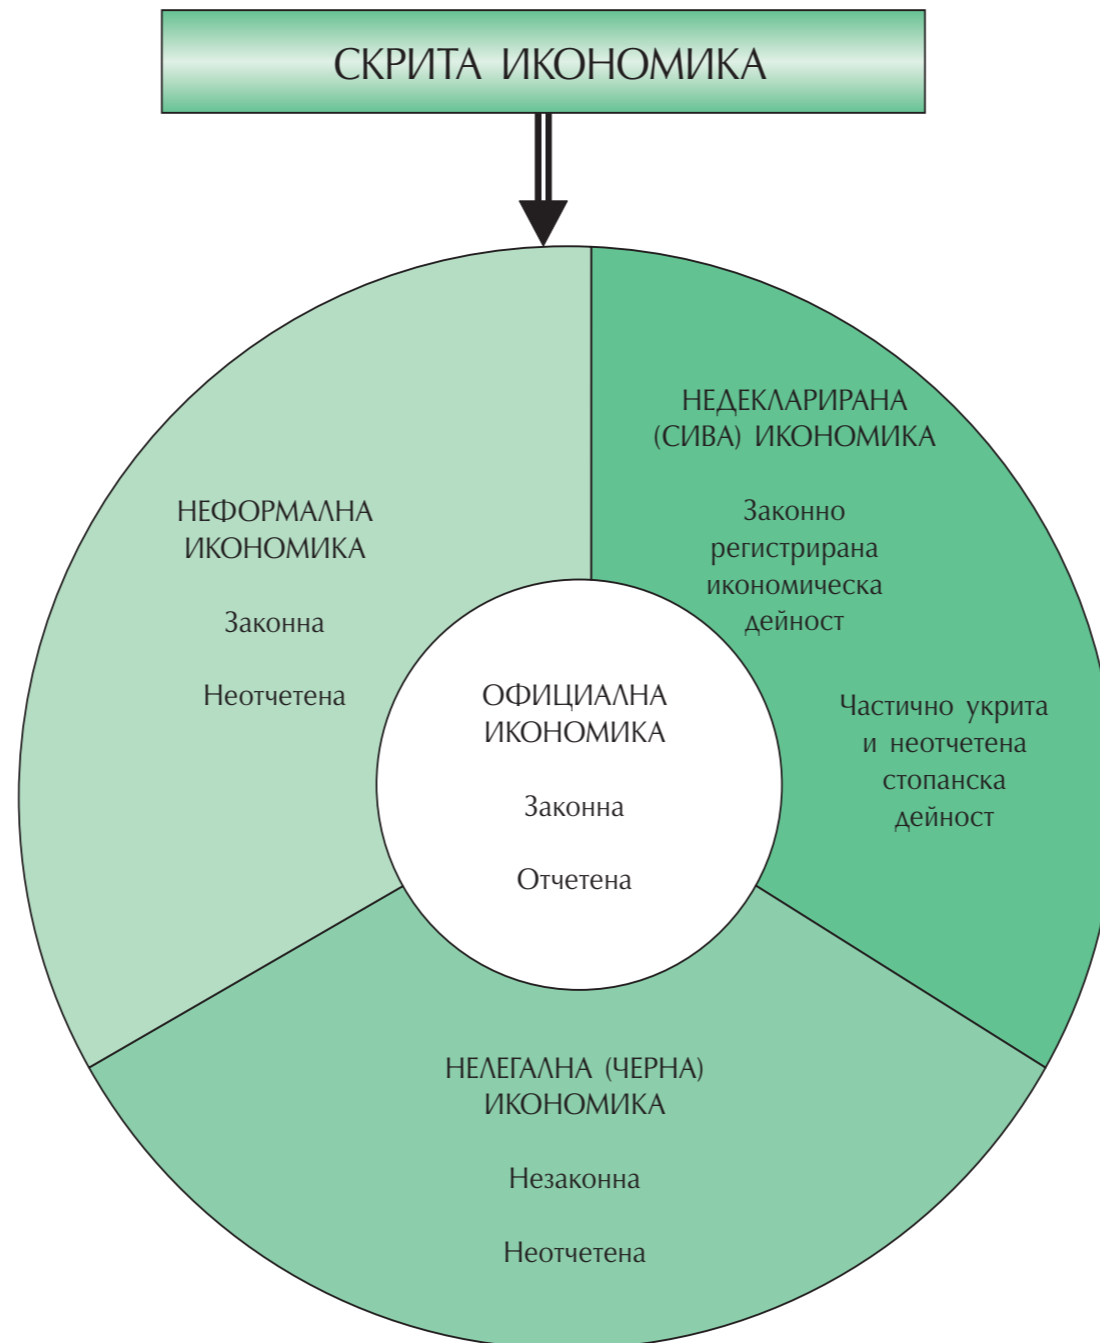 СКРИТА ИКОНОМИКА
НЕДЕКЛАРИРАНА
(СИВА) ИКОНОМИКА
Законно
регистрирана
икономическа
дейност
Частично укрита
и неотчетена
стопанска
дейност
НЕФОРМАЛНА
ИКОНОМИКА
Законна
Неотчетена
ОФИЦИАЛНА
ИКОНОМИКА
Законна
Отчетена
НЕЛЕГАЛНА (ЧЕРНА)
ИКОНОМИКА
Незаконна
Неотчетена